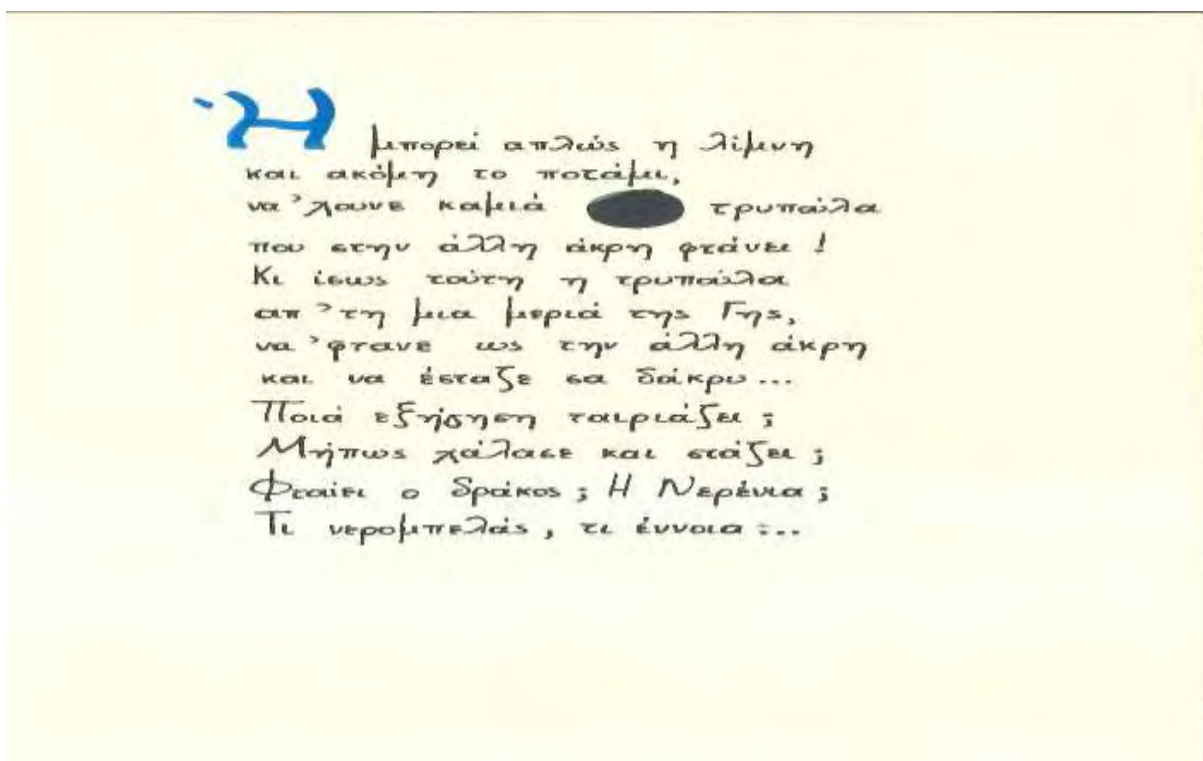 Ή μπορεί απλώς η λίμνη
και ακόμη το ποτάμι,
να 'χουνε καμιά τρυπούλα
που στην άλλη άκρη φτάνει !
Κι ίσως τούτη η τρυπούλα
απ 'τη μια μεριά της Γης,
να 'φτανε ως την άλλη άκρη
και να έσταζε σα δάκρυ...
Ποιά εξήγηση ταιριάζει ;
Μήπως χάλασε και στάζει ;
Φταίει ο δράκος ; Η Νερένια ;
Τι νερομπελάς , τι έννοια :...